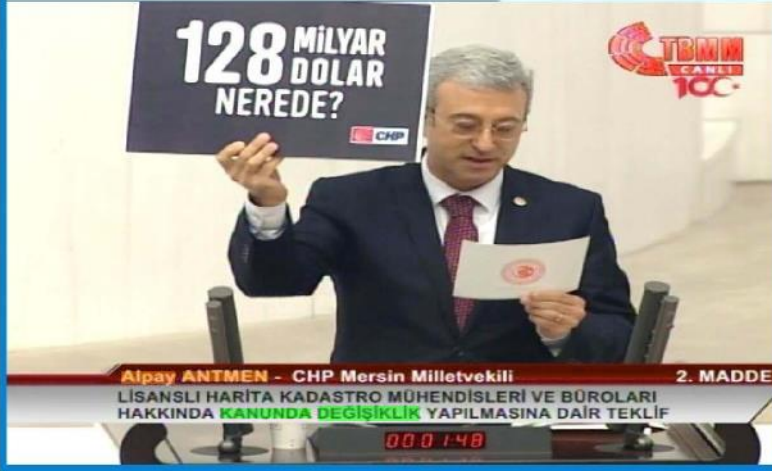 128 MİLYAR
DOLAR
NEREDE?
CHP
TBMM
CANLI
100
Alpay ANTMEN - CHP Mersin Milletvekili
2. MADDE
LİSANSLI HARİTA KADASTRO MÜHENDİSLERİ VE BÜROLARI
HAKKINDA KANUNDA DEĞİŞİKLİK YAPILMASINA DAİR TEKLİF
00:01:48